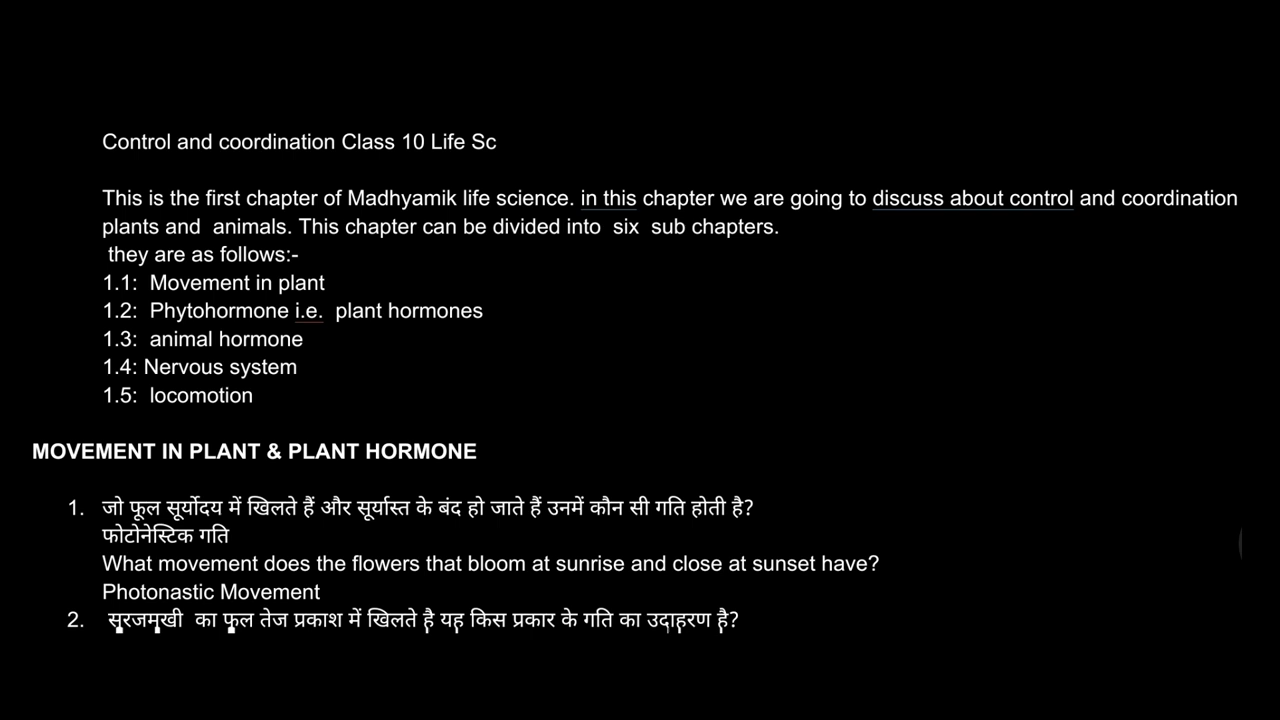 Control and coordination Class 10 Life Sc
This is the first chapter of Madhyamik life science. in this chapter we are going to discuss about control and coordination
plants and animals. This chapter can be divided into six sub chapters.
they are as follows:-
1.1: Movement in plant
1.2: Phytohormone i.e. plant hormones
1.3: animal hormone
1.4: Nervous system
1.5: locomotion
MOVEMENT IN PLANT & PLANT HORMONE
1. जो फूल सूर्योदय में खिलते हैं और सूर्यास्त के बंद हो जाते हैं उनमें कौन सी गति होती है?
फोटोनेस्टिक गति
What movement does the flowers that bloom at sunrise and close at sunset have?
Photonastic Movement
2. सूरजमुखी का फूल तेज प्रकाश में खिलते है यह किस प्रकार के गति का उदाहरण है?